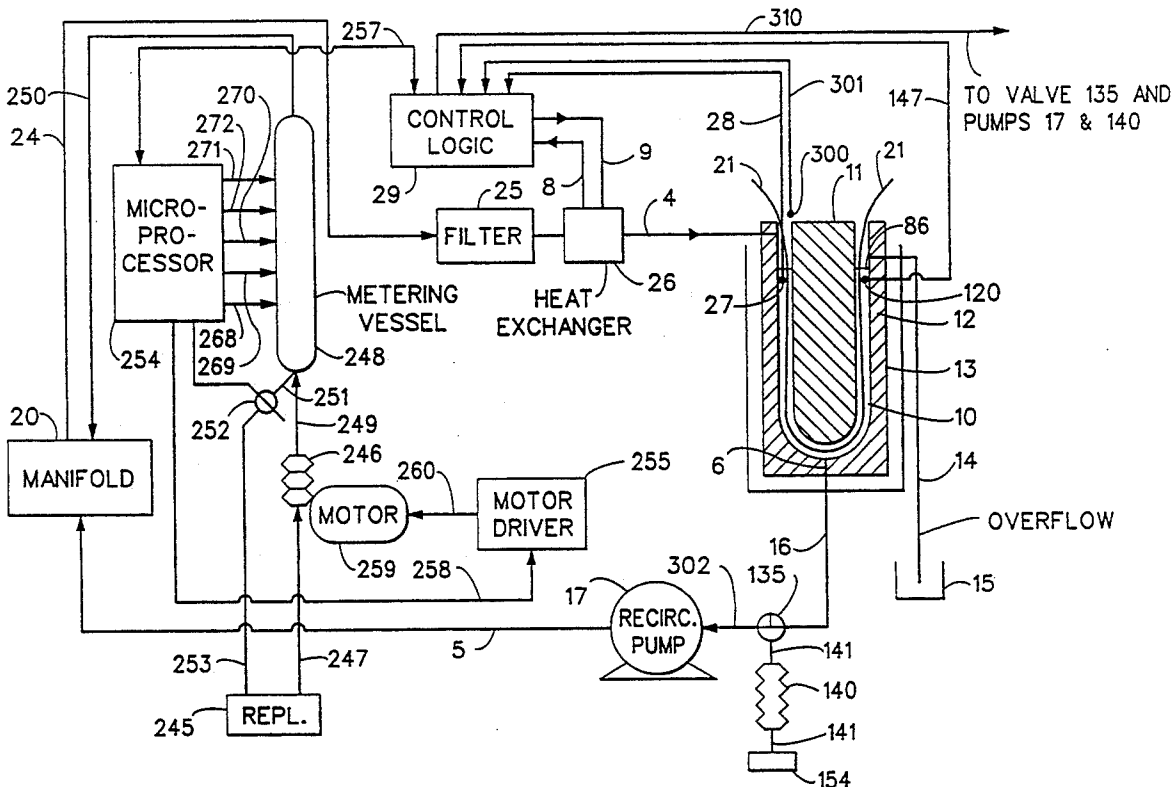 310
257
301
147
TO VALVE 135 AND
PUMPS 17 & 140
250
24
270
272
271
CONTROL
LOGIC
28
300
9
8
29
21
11
21
25
4
86
MICRO-
PRO-
CESSOR
FILTER
26
HEAT
EXCHANGER
27
120
12
METERING
VESSEL
254
268
269
248
13
251
252
249
10
20
246
255
6
14
MANIFOLD
260
MOTOR
MOTOR
DRIVER
OVERFLOW
259
258
16
302
135
17
15
RECIRC.
PUMP
253
247
5
141
140
245
REPL.
141
154